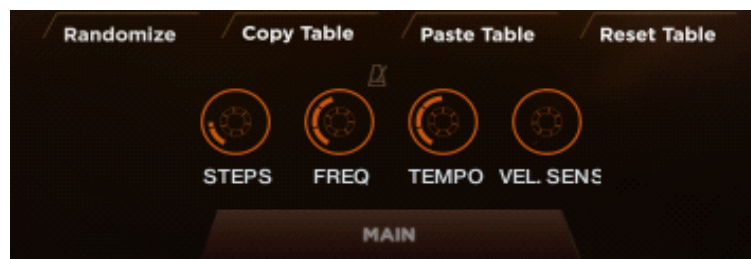 Randomize Copy Table Paste Table Reset Table
STEPS FREQ TEMPO VEL. SENS
MAIN